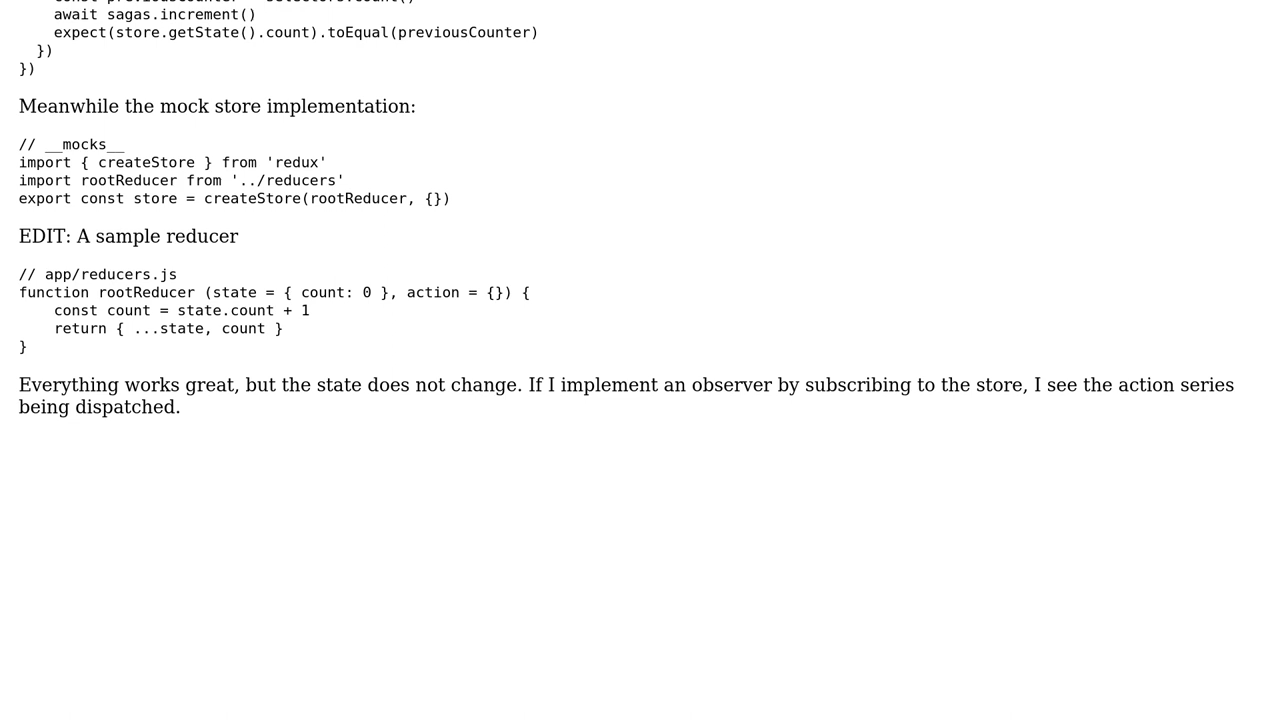 await sagas.increment()
expect(store.getState().count).toEqual(previousCounter)
})
})
Meanwhile the mock store implementation:
// __mocks__
import { createStore } from 'redux'
import rootReducer from '../reducers'
export const store = createStore(rootReducer, {})
EDIT: A sample reducer
// app/reducers.js
function rootReducer (state = { count: 0 }, action = {}) {
const count = state.count + 1
return { ...state, count }
}
Everything works great, but the state does not change. If I implement an observer by subscribing to the store, I see the action series
being dispatched.